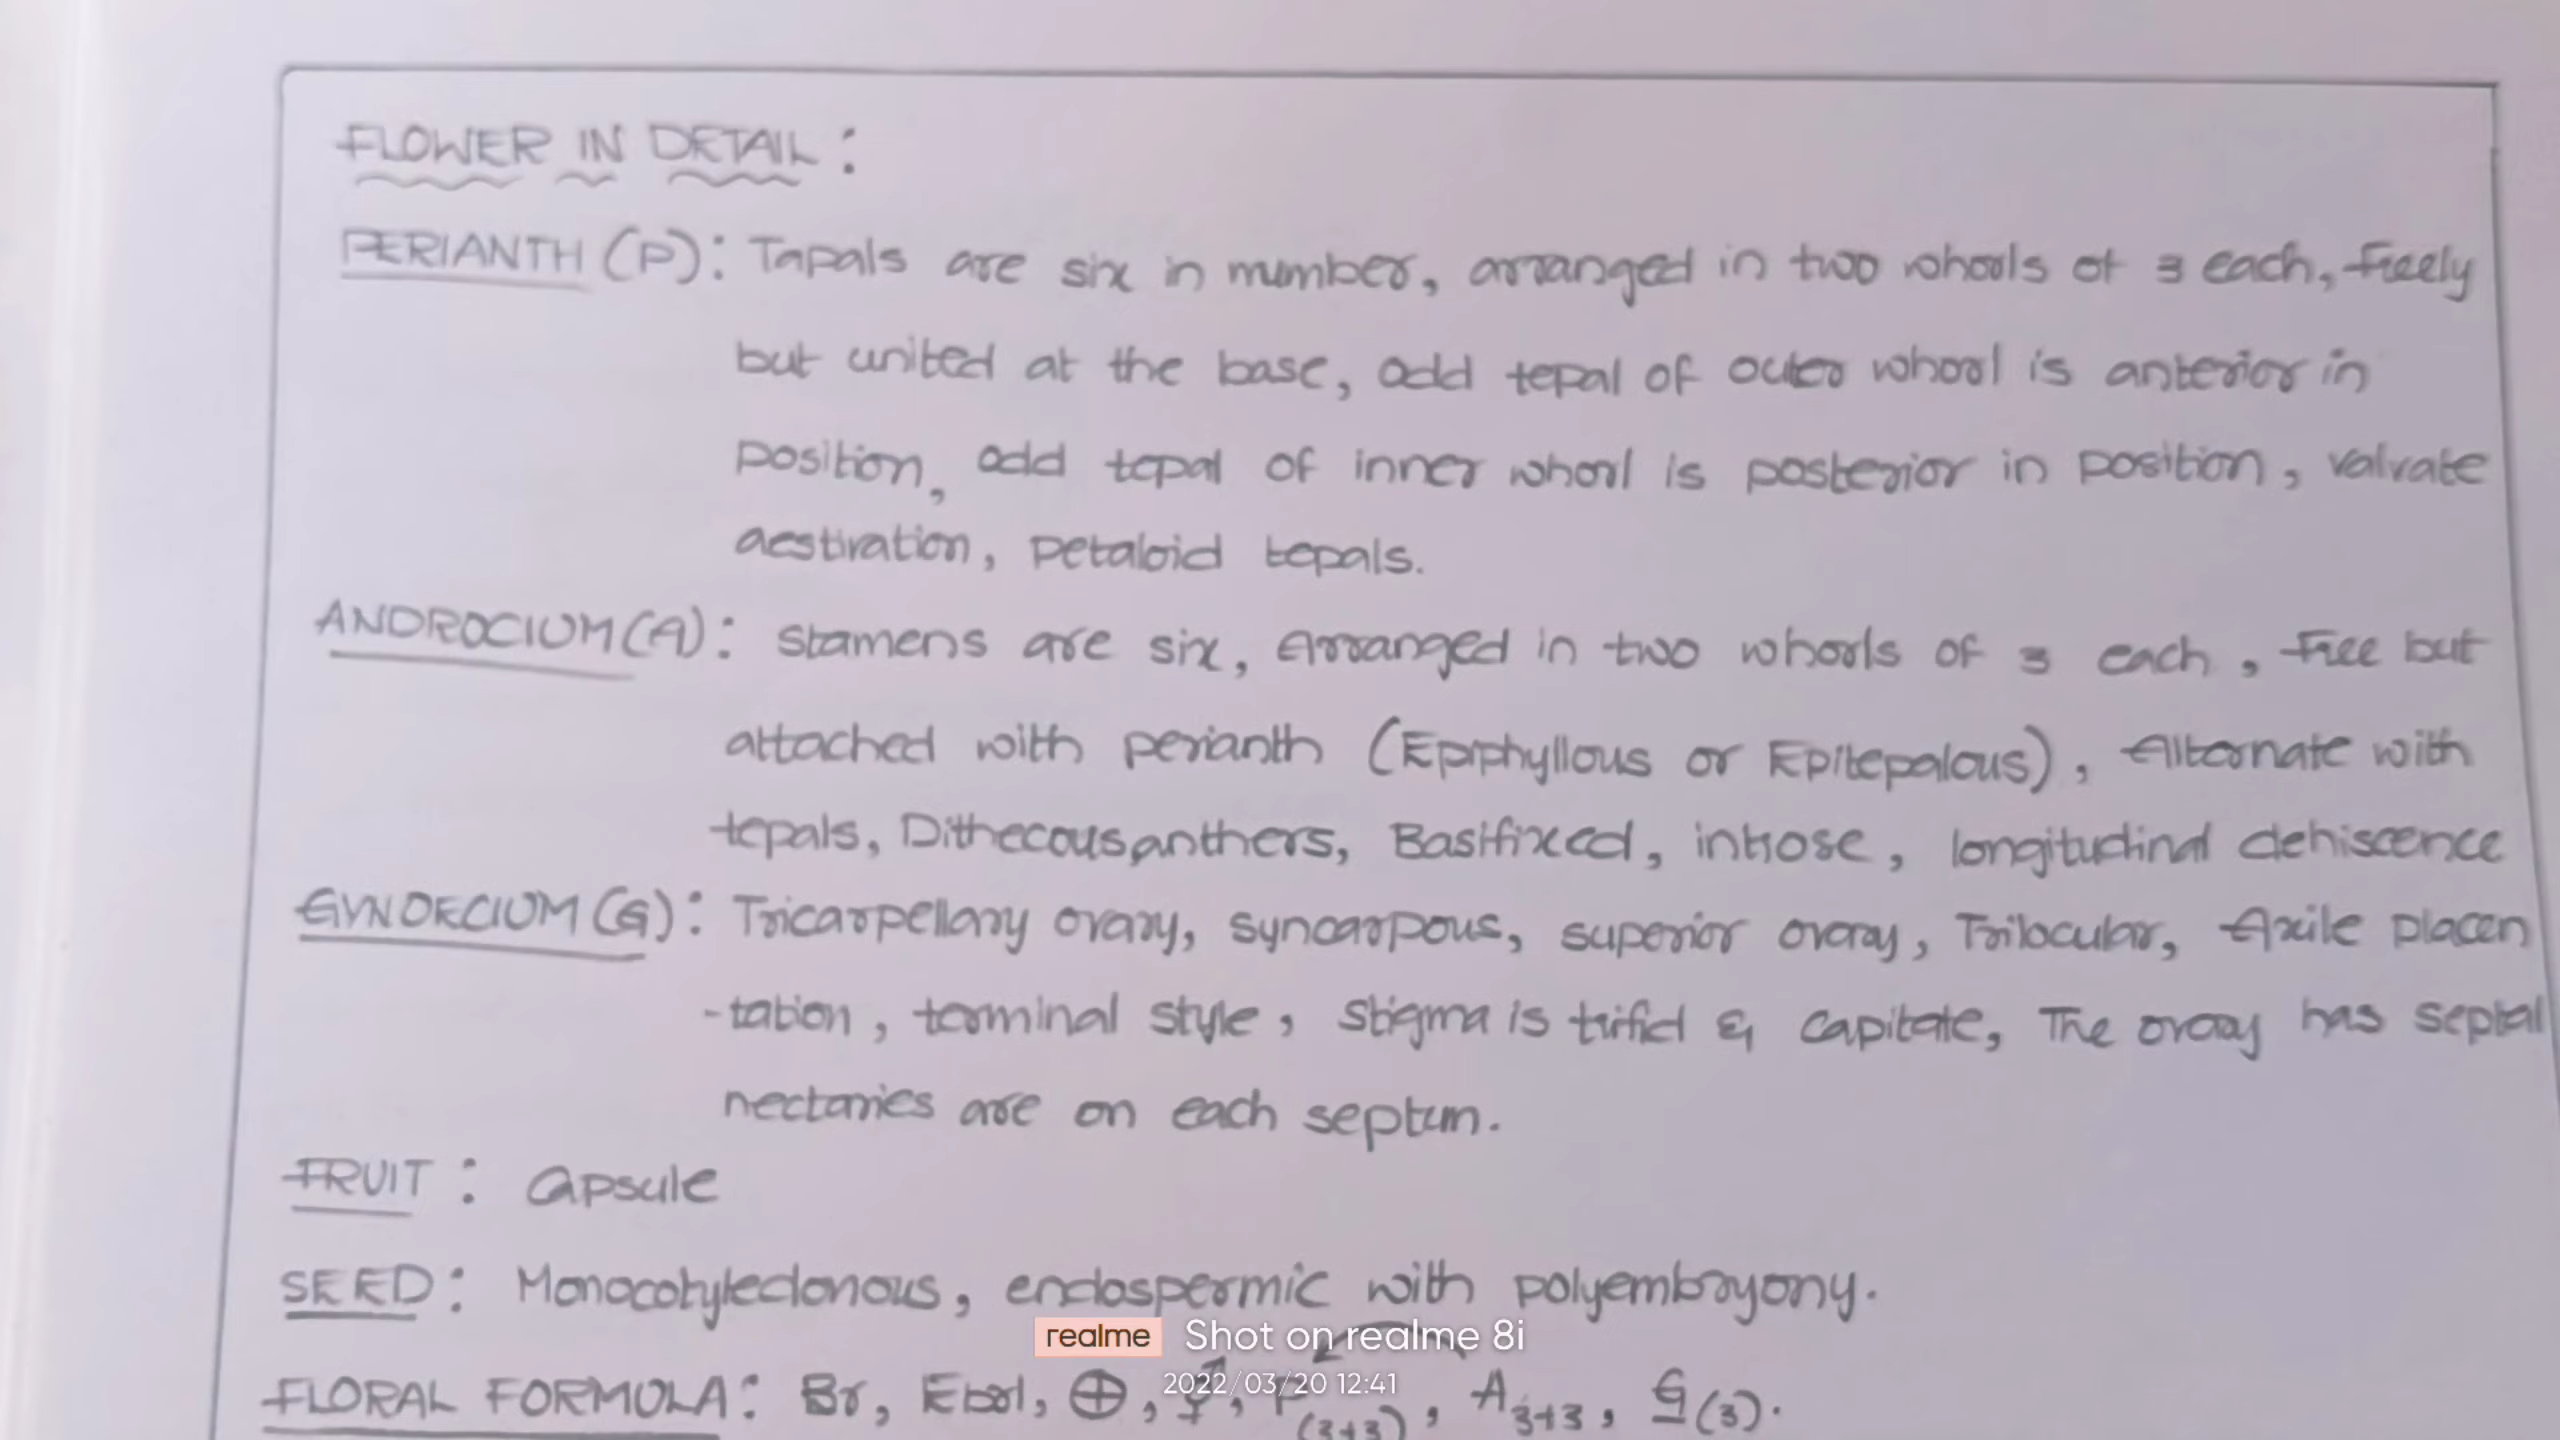 FLOWER IN DETAIL :
PERIANTH (P) : Tapals are six in number, arranged in two whorls of 3 each, freely
but united at the base, odd tepal of outer whorl is anterior in
position, odd tepal of inner whorl is posterior in position, valvate
aestivation, petaloid tepals.
ANDROCIUM (A) : Stamens are six, Arranged in two whorls of 3 each, Free but
attached with perianth (Epiphyllous or Epitepalous), Alternate with
tepals, Dithecous anthers, Basifixed, introse, longitudinal dehiscence
GYNOECIUM (G) : Tricarpellary ovary, syncarpous, superior ovary, Trilocular, Axile placen
-tation, terminal style, Stigma is trifid & capitate, The ovary has septal
nectaries are on each septum.
FRUIT : Capsule
SEED : Monocotyledonous, endospermic with polyembryony.
realme Shot on realme 8i
2022/03/20 12:41
FLORAL FORMULA : Br, Ebrl, ⊕, ⚥, P(3+3), A3+3, G(3).